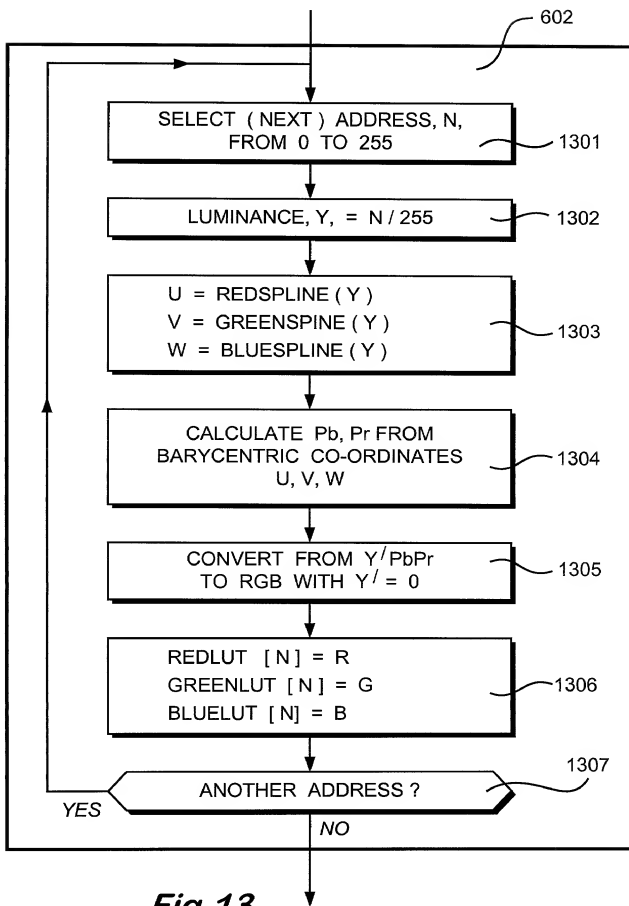 602
SELECT ( NEXT ) ADDRESS, N,
FROM 0 TO 255
1301
LUMINANCE, Y, = N / 255
1302
U = REDSPLINE ( Y )
V = GREENSPINE ( Y )
W = BLUESPLINE ( Y )
1303
CALCULATE Pb, Pr FROM
BARYCENTRIC CO-ORDINATES
U, V, W
1304
CONVERT FROM Y/PbPr
TO RGB WITH Y/ = 0
1305
REDLUT [ N ] = R
GREENLUT [ N ] = G
BLUELUT [ N ] = B
1306
ANOTHER ADDRESS ?
1307
YES
NO
Fig 13